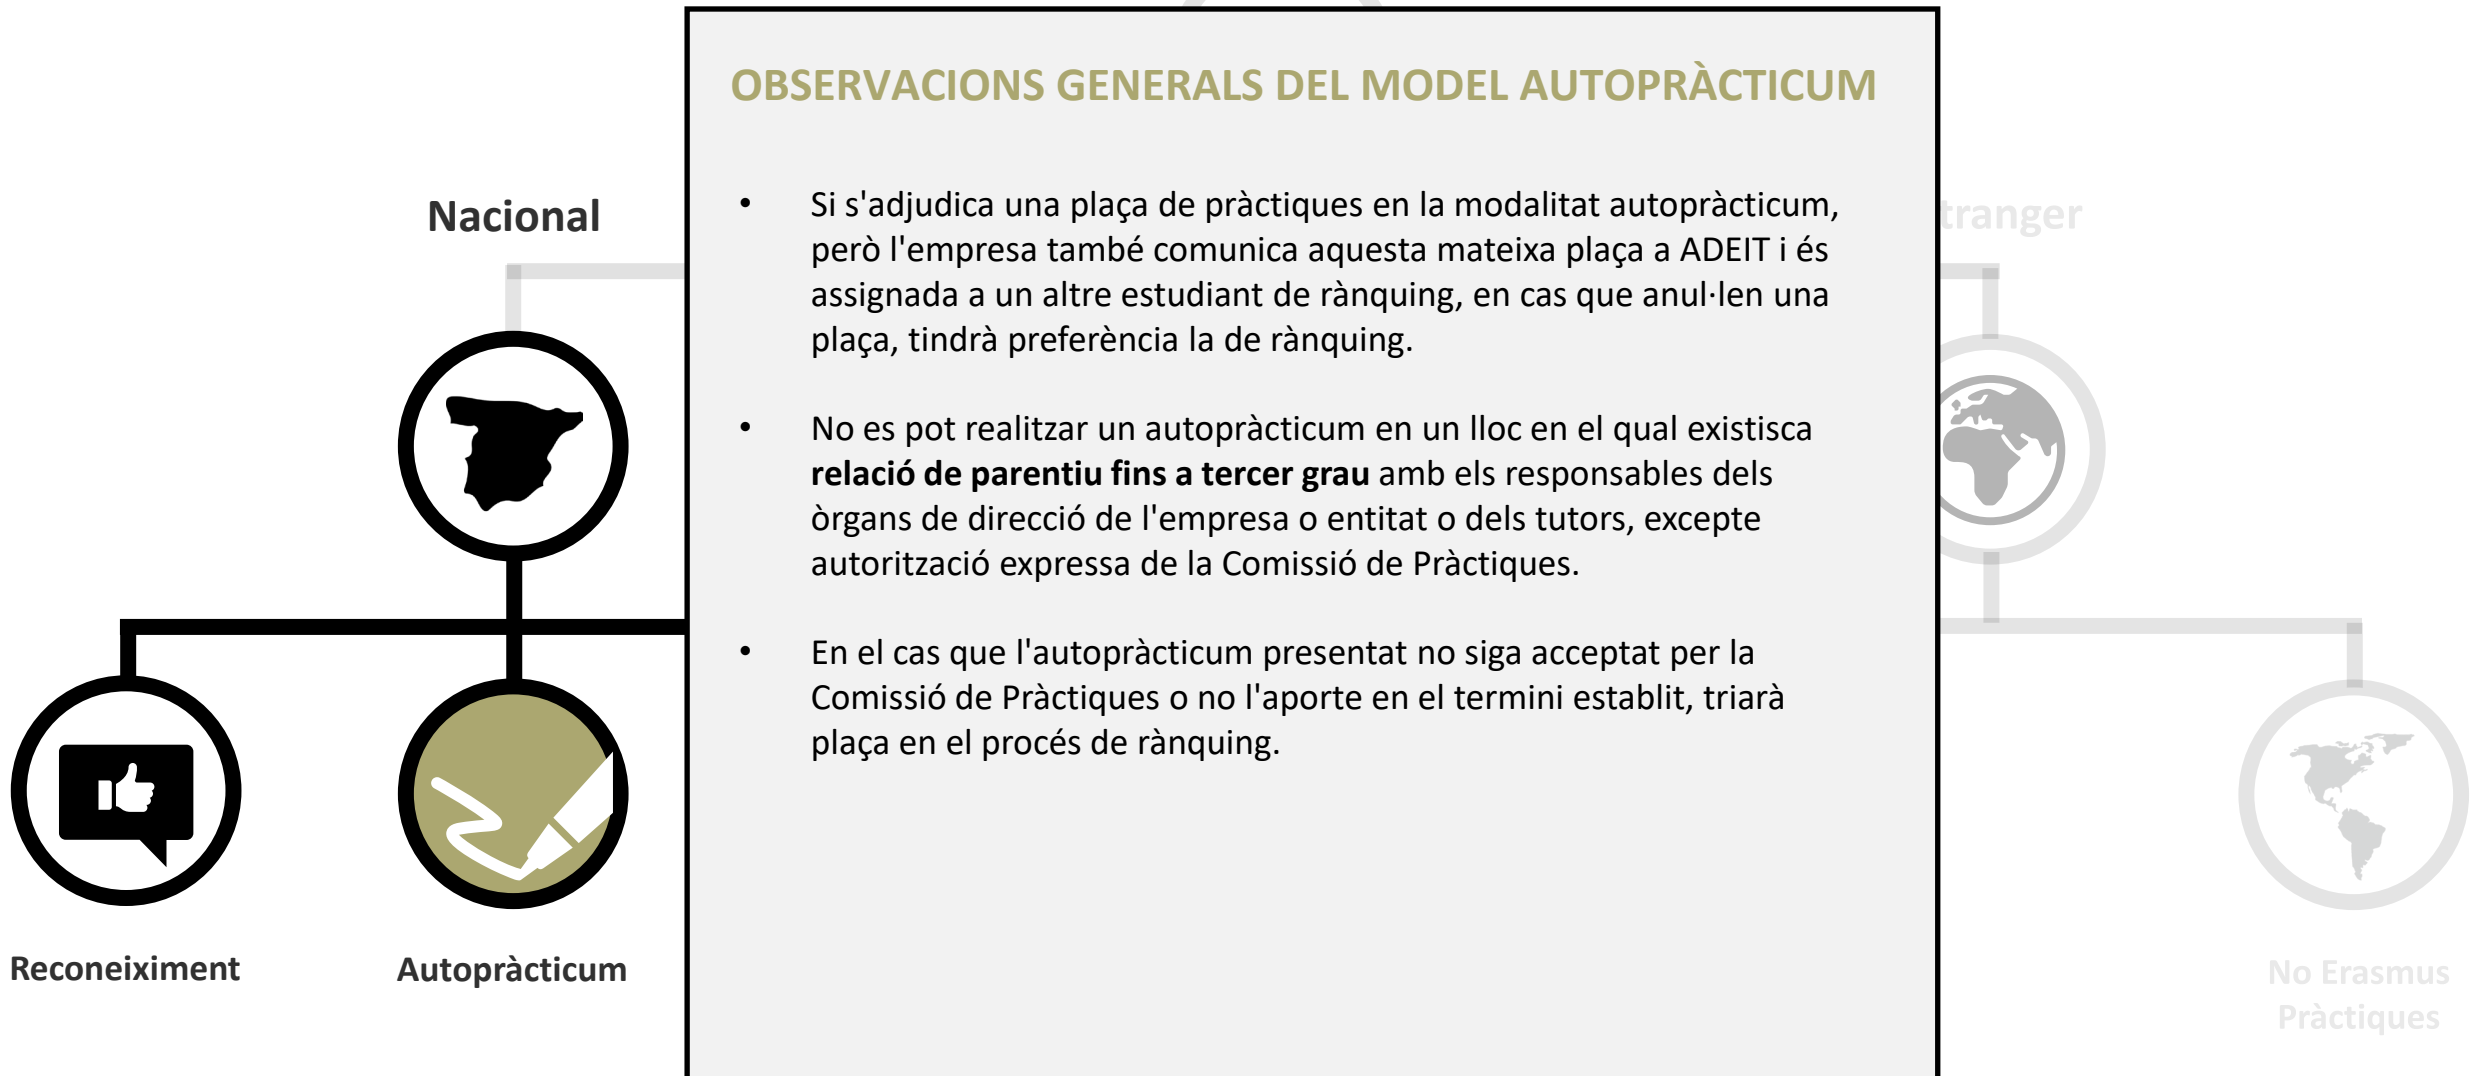 OBSERVACIONS GENERALS DEL MODEL AUTOPRÀCTICUM
Nacional
tranger
• Si s'adjudica una plaça de pràctiques en la modalitat autopràcticum,
però l'empresa també comunica aquesta mateixa plaça a ADEIT i és
assignada a un altre estudiant de rànquing, en cas que anul·len una
plaça, tindrà preferència la de rànquing.
• No es pot realitzar un autopràcticum en un lloc en el qual existisca
relació de parentiu fins a tercer grau amb els responsables dels
òrgans de direcció de l'empresa o entitat o dels tutors, excepte
autorització expressa de la Comissió de Pràctiques.
• En el cas que l'autopràcticum presentat no siga acceptat per la
Comissió de Pràctiques o no l'aporte en el termini establit, triarà
plaça en el procés de rànquing.
Reconeiximent
Autopràcticum
No Erasmus
Pràctiques